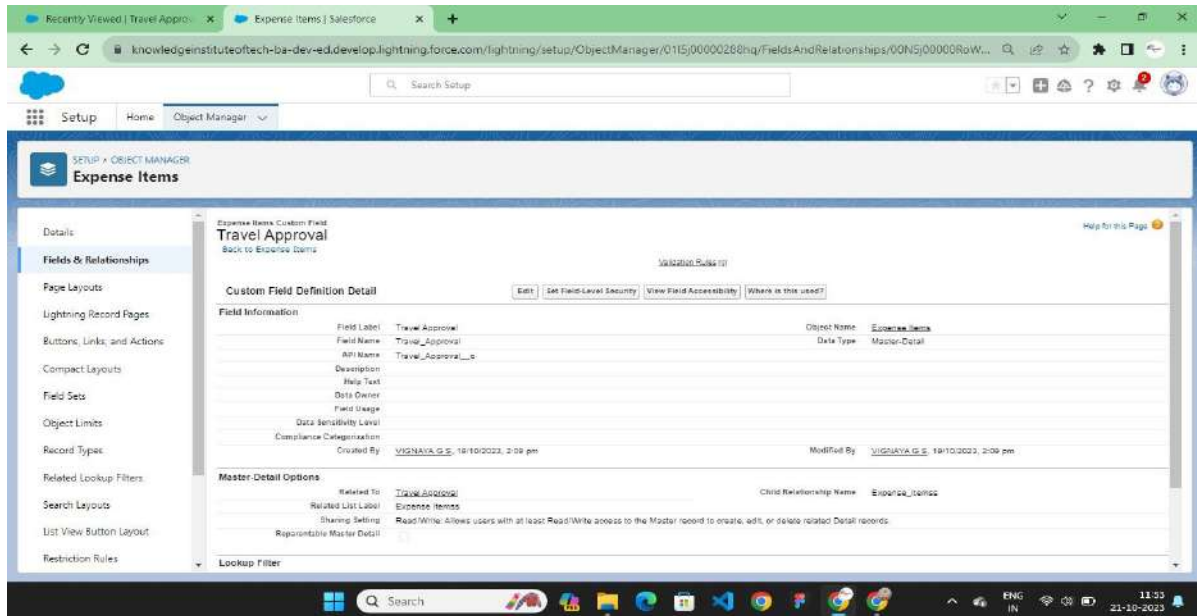 Recently Viewed | Travel Approv
Expense Items | Salesforce
knowledgeinstituteoftech-ba-dev-ed.develop.lightning.force.com/lightning/setup/ObjectManager/01I5j00000288hq/FieldsAndRelationships/00N5j00000RoW...
Search Setup
2
Setup Home Object Manager
SETUP > OBJECT MANAGER
Expense Items
Details
Fields & Relationships
Page Layouts
Lightning Record Pages
Buttons, Links, and Actions
Compact Layouts
Field Sets
Object Limits
Record Types
Related Lookup Filters
Search Layouts
List View Button Layout
Restriction Rules
Expense Items Custom Field
Travel Approval
Back to Expense Items
Help for this Page
Validation Rules [0]
Custom Field Definition Detail Edit Set Field-Level Security View Field Accessibility Where is this used?
Field Information
Field Label Travel Approval Object Name Expense Items
Field Name Travel_Approval Data Type Master-Detail
API Name Travel_Approval__c
Description
Help Text
Data Owner
Field Usage
Data Sensitivity Level
Compliance Categorization
Created By VIGNAYA G S, 19/10/2023, 2:09 pm Modified By VIGNAYA G S, 19/10/2023, 2:09 pm
Master-Detail Options
Related To Travel Approval Child Relationship Name Expense_Itemss
Related List Label Expense Itemss
Sharing Setting Read/Write: Allows users with at least Read/Write access to the Master record to create, edit, or delete related Detail records.
Reparentable Master Detail
Lookup Filter
Search
ENG
IN
11:53
21-10-2023